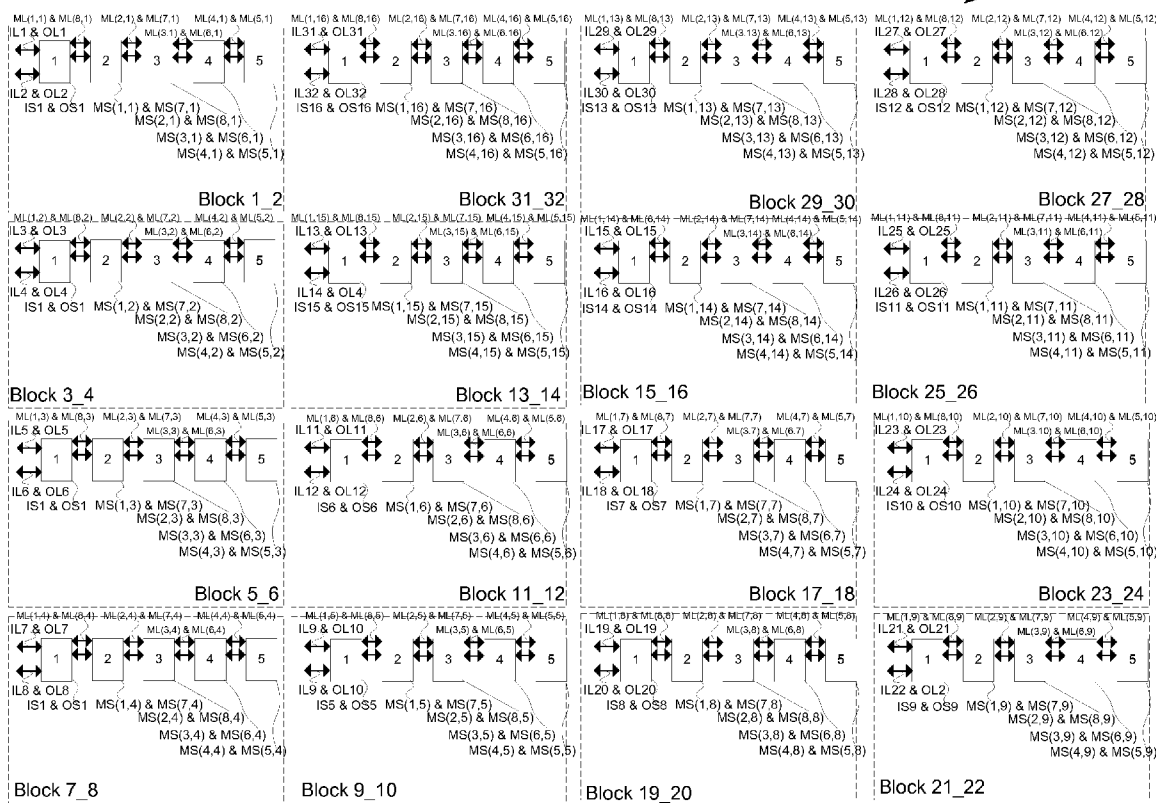 ML(1,1) & ML(8,1) ML(2,1) & ML(7,1) ML(4,1) & ML(5,1)
IL1 & OL1 ML(3.1) & ML(6,1)
1 2 3 4 5
IL2 & OL2
IS1 & OS1 MS(1,1) & MS(7,1)
MS(2,1) & MS(8,1)
MS(3,1) & MS(6,1)
MS(4,1) & MS(5,1)
Block 1_2
ML(1,16) & ML(8,16) ML(2,16) & ML(7,16) ML(4,16) & ML(5,16)
IL31 & OL31 ML(3.16) & ML(6.16)
1 2 3 4 5
IL32 & OL32
IS16 & OS16 MS(1,16) & MS(7,16)
MS(2,16) & MS(8,16)
MS(3,16) & MS(6,16)
MS(4,16) & MS(5,16)
Block 31_32
ML(1,13) & ML(8,13) ML(2,13) & ML(7,13) ML(4,13) & ML(5,13)
IL29 & OL29 ML(3.13) & ML(6,13)
1 2 3 4 5
IL30 & OL30
IS13 & OS13 MS(1,13) & MS(7,13)
MS(2,13) & MS(8,13)
MS(3,13) & MS(6,13)
MS(4,13) & MS(5,13)
Block 29_30
ML(1,12) & ML(8,12) ML(2,12) & ML(7,12) ML(4,12) & ML(5,12)
IL27 & OL27 ML(3,12) & ML(6.12)
1 2 3 4 5
IL28 & OL28
IS12 & OS12 MS(1,12) & MS(7,12)
MS(2,12) & MS(8,12)
MS(3,12) & MS(6,12)
MS(4,12) & MS(5,12)
Block 27_28
ML(1,2) & ML(8,2) ML(2,2) & ML(7,2) ML(4,2) & ML(5,2)
IL3 & OL3 ML(3,2) & ML(6,2)
1 2 3 4 5
IL4 & OL4
IS1 & OS1 MS(1,2) & MS(7,2)
MS(2,2) & MS(8,2)
MS(3,2) & MS(6,2)
MS(4,2) & MS(5,2)
Block 3_4
ML(1,15) & ML(8,15) ML(2,15) & ML(7,15) ML(4,15) & ML(5,15)
IL13 & OL13 ML(3,15) & ML(6,15)
1 2 3 4 5
IL14 & OL4
IS15 & OS15 MS(1,15) & MS(7,15)
MS(2,15) & MS(8,15)
MS(3,15) & MS(6,15)
MS(4,15) & MS(5,15)
Block 13_14
ML(1,14) & ML(6,14) ML(2,14) & ML(7,14) ML(4,14) & ML(5,14)
IL15 & OL15 ML(3,14) & ML(6,14)
1 2 3 4 5
IL16 & OL16
IS14 & OS14 MS(1,14) & MS(7,14)
MS(2,14) & MS(8,14)
MS(3,14) & MS(6,14)
MS(4,14) & MS(5,14)
Block 15_16
ML(1,11) & ML(8,11) ML(2,11) & ML(7,11) ML(4,11) & ML(5,11)
IL25 & OL25 ML(3,11) & ML(6,11)
1 2 3 4 5
IL26 & OL26
IS11 & OS11 MS(1,11) & MS(7,11)
MS(2,11) & MS(8,11)
MS(3,11) & MS(6,11)
MS(4,11) & MS(5,11)
Block 25_26
ML(1,3) & ML(8,3) ML(2,3) & ML(7,3) ML(4,3) & ML(5,3)
IL5 & OL5 ML(3,3) & ML(6,3)
1 2 3 4 5
IL6 & OL6
IS1 & OS1 MS(1,3) & MS(7,3)
MS(2,3) & MS(8,3)
MS(3,3) & MS(6,3)
MS(4,3) & MS(5,3)
Block 5_6
ML(1,6) & ML(8,6) ML(2,6) & ML(7,6) ML(4,6) & ML(5,6)
IL11 & OL11 ML(3,6) & ML(6,6)
1 2 3 4 5
IL12 & OL12
IS6 & OS6 MS(1,6) & MS(7,6)
MS(2,6) & MS(8,6)
MS(3,6) & MS(6,6)
MS(4,6) & MS(5,6)
Block 11_12
ML(1.7) & ML(8,7) ML(2,7) & ML(7,7) ML(4,7) & ML(5,7)
IL17 & OL17 ML(3.7) & ML(6.7)
1 2 3 4 5
IL18 & OL18
IS7 & OS7 MS(1,7) & MS(7,7)
MS(2,7) & MS(8,7)
MS(3,7) & MS(6,7)
MS(4,7) & MS(5,7)
Block 17_18
ML(1,10) & ML(8,10) ML(2,10) & ML(7,10) ML(4,10) & ML(5,10)
IL23 & OL23 ML(3.10) & ML(6,10)
1 2 3 4 5
IL24 & OL24
IS10 & OS10 MS(1,10) & MS(7,10)
MS(2,10) & MS(8,10)
MS(3,10) & MS(6,10)
MS(4,10) & MS(5,10)
Block 23_24
ML(1,4) & ML(8,4) ML(2,4) & ML(7,4) ML(4,4) & ML(5,4)
IL7 & OL7 ML(3,4) & ML(6,4)
1 2 3 4 5
IL8 & OL8
IS1 & OS1 MS(1,4) & MS(7,4)
MS(2,4) & MS(8,4)
MS(3,4) & MS(6,4)
MS(4,4) & MS(5,4)
Block 7_8
ML(1,5) & ML(8,5) ML(2,5) & ML(7,5) ML(4,5) & ML(5,5)
IL9 & OL10 ML(3,5) & ML(6,5)
1 2 3 4 5
IL9 & OL10
IS5 & OS5 MS(1,5) & MS(7,5)
MS(2,5) & MS(8,5)
MS(3,5) & MS(6,5)
MS(4,5) & MS(5,5)
Block 9_10
ML(1,8) & ML(8,8) ML(2,8) & ML(7,8) ML(4,8) & ML(5,8)
IL19 & OL19 ML(3,8) & ML(6,8)
1 2 3 4 5
IL20 & OL20
IS8 & OS8 MS(1,8) & MS(7,8)
MS(2,8) & MS(8,8)
MS(3,8) & MS(6,8)
MS(4,8) & MS(5,8)
Block 19_20
ML(1,9) & ML(8,9) ML(2,9) & ML(7,9) ML(4,9) & ML(5,9)
IL21 & OL21 ML(3,9) & ML(6,9)
1 2 3 4 5
IL22 & OL2
IS9 & OS9 MS(1,9) & MS(7,9)
MS(2,9) & MS(8,9)
MS(3,9) & MS(6,9)
MS(4,9) & MS(5,9)
Block 21_22